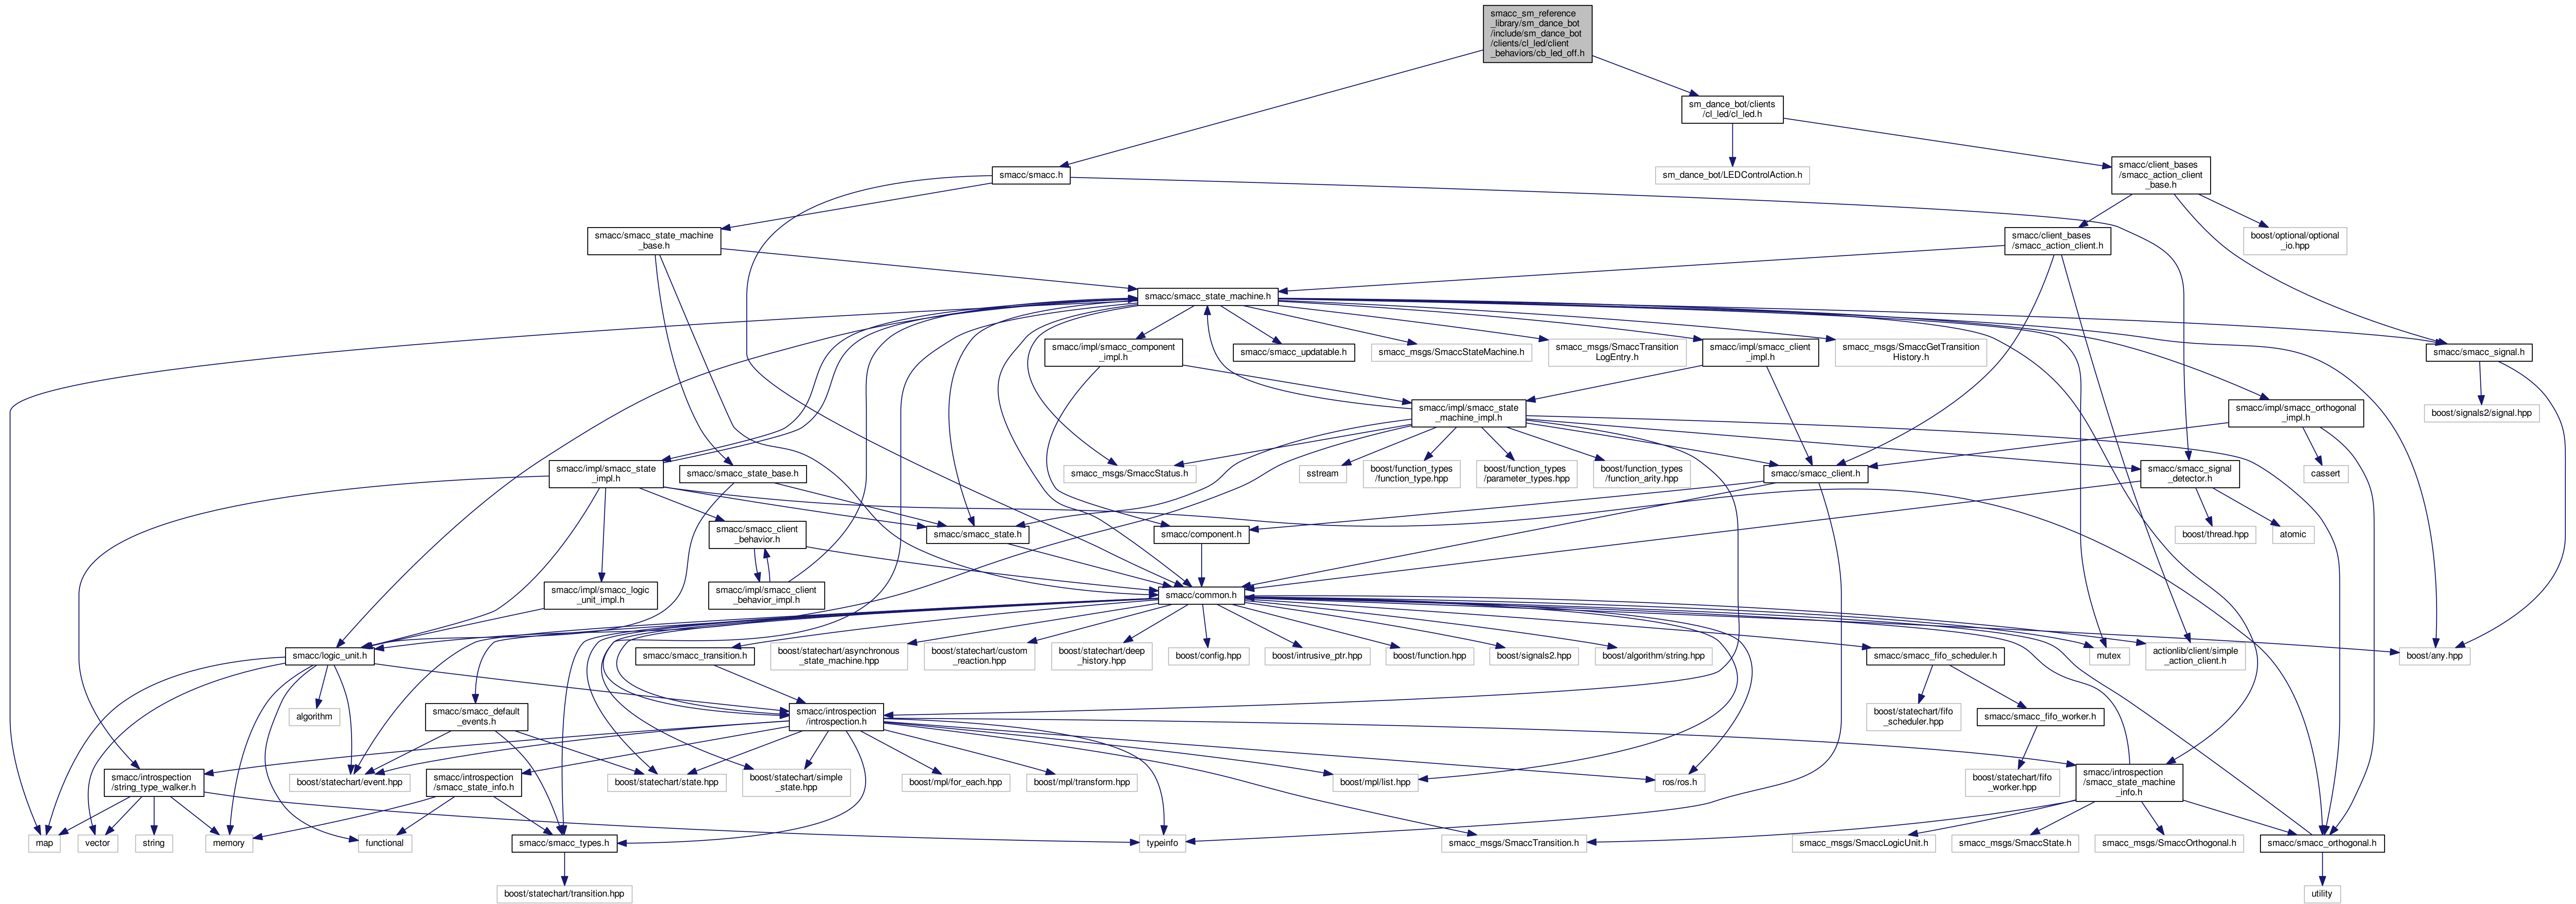 smacc_sm_reference
_library/sm_dance_bot
/include/sm_dance_bot
/clients/cl_led/client
_behaviors/cb_led_off.h
sm_dance_bot/clients
/cl_led/cl_led.h
smacc/smacc.h
sm_dance_bot/LEDControlAction.h
smacc/client_bases
/smacc_action_client
_base.h
smacc/smacc_state_machine
_base.h
smacc/client_bases
/smacc_action_client.h
boost/optional/optional
_io.hpp
smacc/smacc_state_machine.h
smacc/impl/smacc_component
_impl.h
smacc/smacc_updatable.h
smacc_msgs/SmaccStateMachine.h
smacc_msgs/SmaccTransition
LogEntry.h
smacc/impl/smacc_client
_impl.h
smacc_msgs/SmaccGetTransition
History.h
smacc/smacc_signal.h
smacc/impl/smacc_state
_machine_impl.h
smacc/impl/smacc_orthogonal
_impl.h
boost/signals2/signal.hpp
smacc/impl/smacc_state
_impl.h
smacc/smacc_state_base.h
smacc_msgs/SmaccStatus.h
sstream
boost/function_types
/function_type.hpp
boost/function_types
/parameter_types.hpp
boost/function_types
/function_arity.hpp
smacc/smacc_client.h
smacc/smacc_signal
_detector.h
cassert
smacc/smacc_client
_behavior.h
smacc/smacc_state.h
smacc/component.h
boost/thread.hpp
atomic
smacc/impl/smacc_logic
_unit_impl.h
smacc/impl/smacc_client
_behavior_impl.h
smacc/common.h
smacc/logic_unit.h
smacc/smacc_transition.h
boost/statechart/asynchronous
_state_machine.hpp
boost/statechart/custom
_reaction.hpp
boost/statechart/deep
_history.hpp
boost/config.hpp
boost/intrusive_ptr.hpp
boost/function.hpp
boost/signals2.hpp
boost/algorithm/string.hpp
smacc/smacc_fifo_scheduler.h
mutex
actionlib/client/simple
_action_client.h
boost/any.hpp
algorithm
smacc/smacc_default
_events.h
smacc/introspection
/introspection.h
boost/statechart/fifo
_scheduler.hpp
smacc/smacc_fifo_worker.h
smacc/introspection
/string_type_walker.h
boost/statechart/event.hpp
smacc/introspection
/smacc_state_info.h
boost/statechart/state.hpp
boost/statechart/simple
_state.hpp
boost/mpl/for_each.hpp
boost/mpl/transform.hpp
boost/mpl/list.hpp
ros/ros.h
boost/statechart/fifo
_worker.hpp
smacc/introspection
/smacc_state_machine
_info.h
map
vector
string
memory
functional
smacc/smacc_types.h
typeinfo
smacc_msgs/SmaccTransition.h
smacc_msgs/SmaccLogicUnit.h
smacc_msgs/SmaccState.h
smacc_msgs/SmaccOrthogonal.h
smacc/smacc_orthogonal.h
boost/statechart/transition.hpp
utility